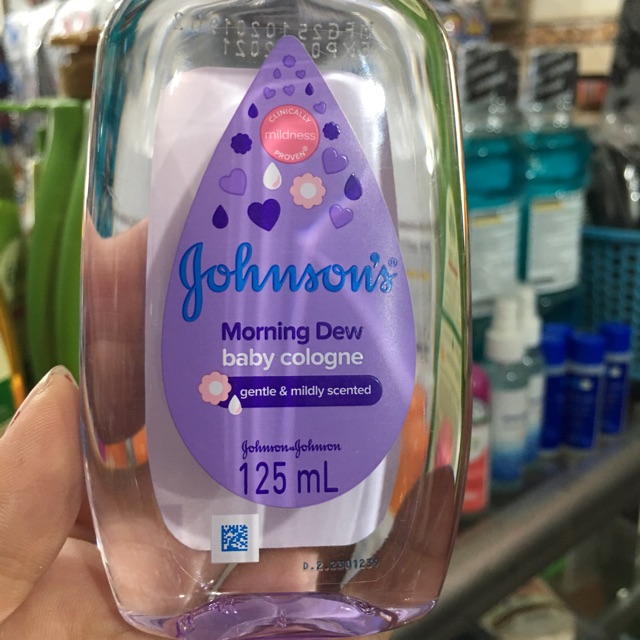 CLINICALLY
mildness
PROVEN®
Johnson's®
Morning Dew
baby cologne
gentle & mildly scented
Johnson & Johnson
125 mL